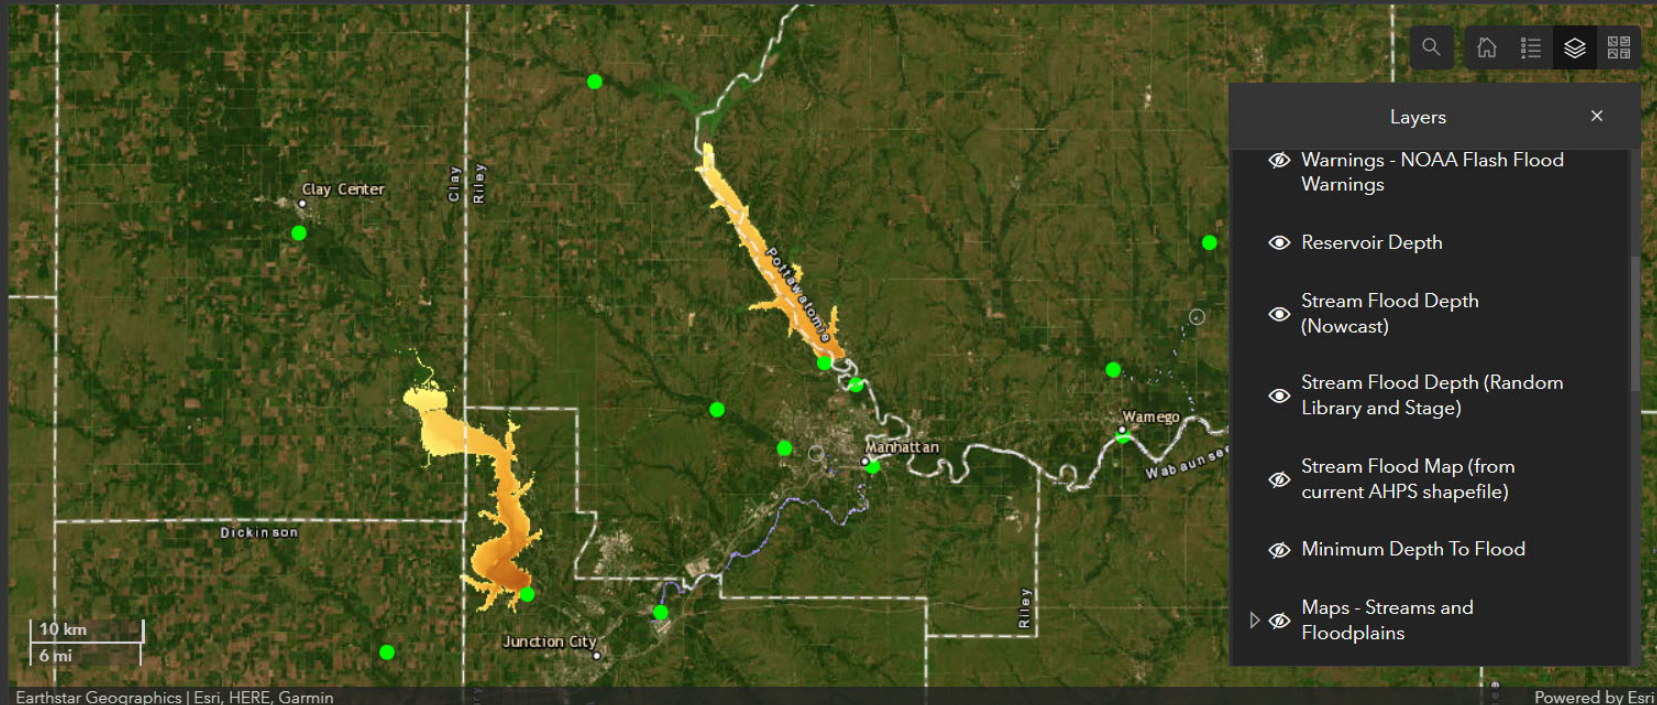 Clay Center
Clay
Riley
Pottawatomie
Manhattan
Wamego
Wabaunsee
Dickinson
Riley
Junction City
10 km
6 mi
Earthstar Geographics | Esri, HERE, Garmin
Powered by Esri
Layers
Warnings - NOAA Flash Flood
Warnings
Reservoir Depth
Stream Flood Depth
(Nowcast)
Stream Flood Depth (Random
Library and Stage)
Stream Flood Map (from
current AHPS shapefile)
Minimum Depth To Flood
Maps - Streams and
Floodplains